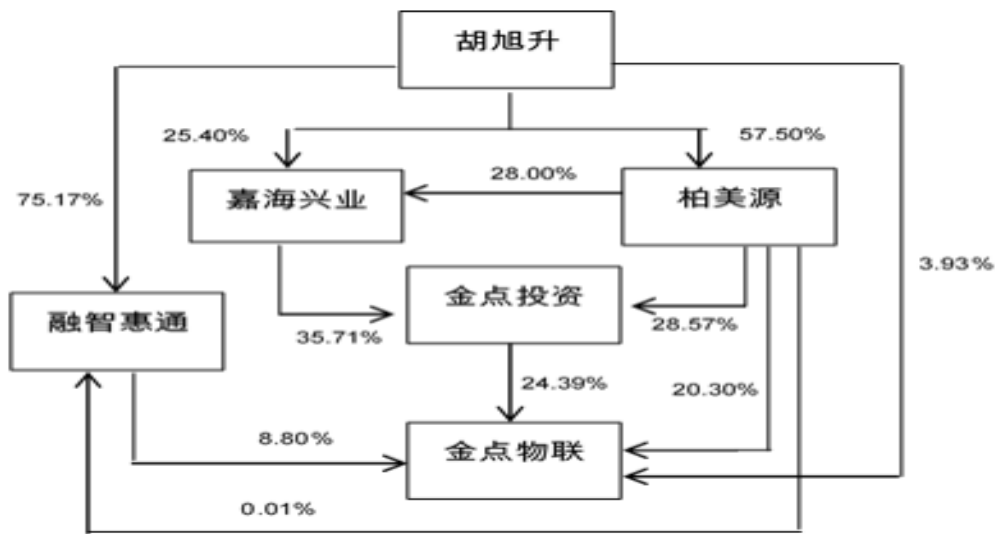 胡旭升
25.40%
57.50%
75.17%
28.00%
嘉海兴业
柏美源
3.93%
金点投资
融智惠通
35.71%
28.57%
24.39%
20.30%
8.80%
金点物联
0.01%